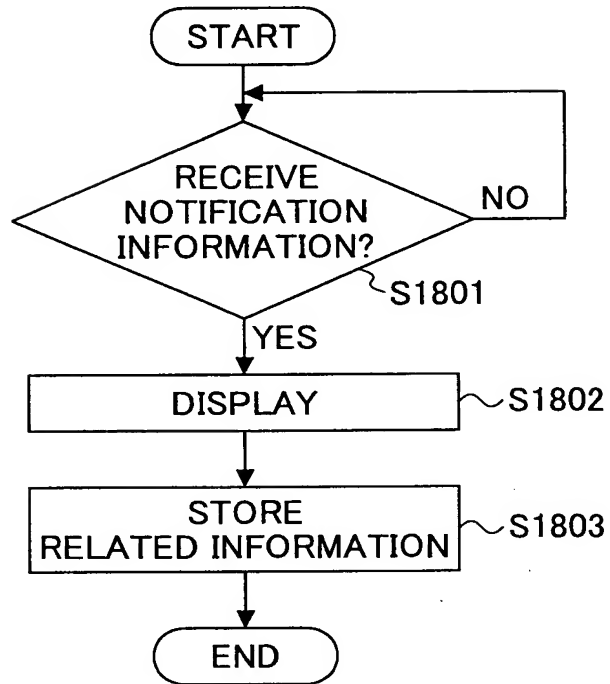 START
RECEIVE
NOTIFICATION
INFORMATION?
NO
S1801
YES
DISPLAY
S1802
STORE
RELATED INFORMATION
S1803
END